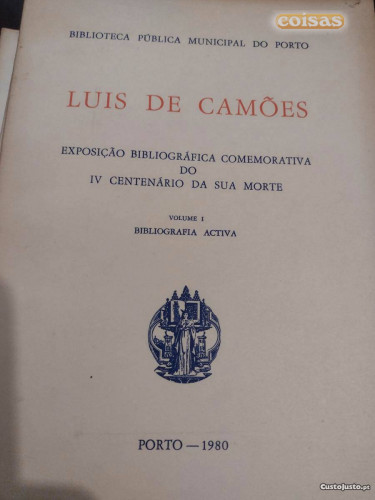 coisas
BIBLIOTECA PÚBLICA MUNICIPAL DO PORTO
LUIS DE CAMÕES
EXPOSIÇÃO BIBLIOGRÁFICA COMEMORATIVA
DO
IV CENTENÁRIO DA SUA MORTE
VOLUME I
BIBLIOGRAFIA ACTIVA
PORTO — 1980
CustoJusto.pt